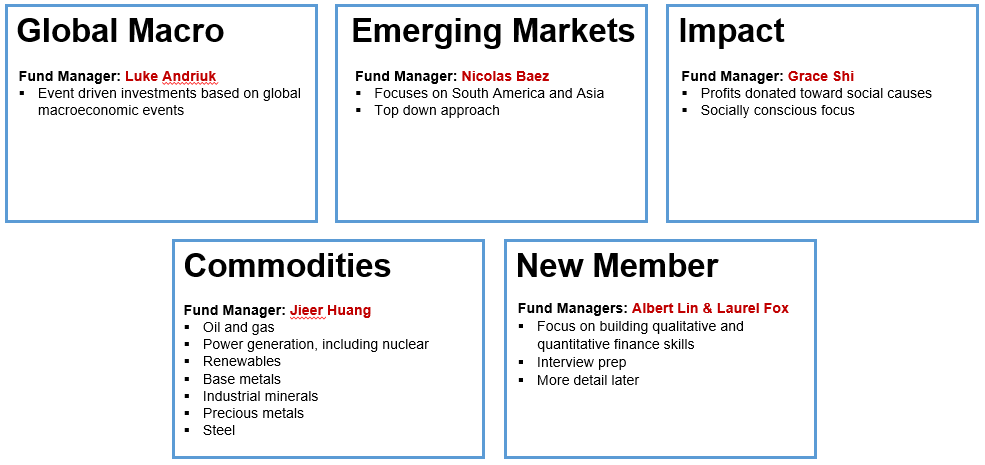 Global Macro
Fund Manager: Luke Andriuk
▪ Event driven investments based on global
macroeconomic events
Emerging Markets
Fund Manager: Nicolas Baez
▪ Focuses on South America and Asia
▪ Top down approach
Impact
Fund Manager: Grace Shi
▪ Profits donated toward social causes
▪ Socially conscious focus
Commodities
Fund Manager: Jieer Huang
▪ Oil and gas
▪ Power generation, including nuclear
▪ Renewables
▪ Base metals
▪ Industrial minerals
▪ Precious metals
▪ Steel
New Member
Fund Managers: Albert Lin & Laurel Fox
▪ Focus on building qualitative and
quantitative finance skills
▪ Interview prep
▪ More detail later